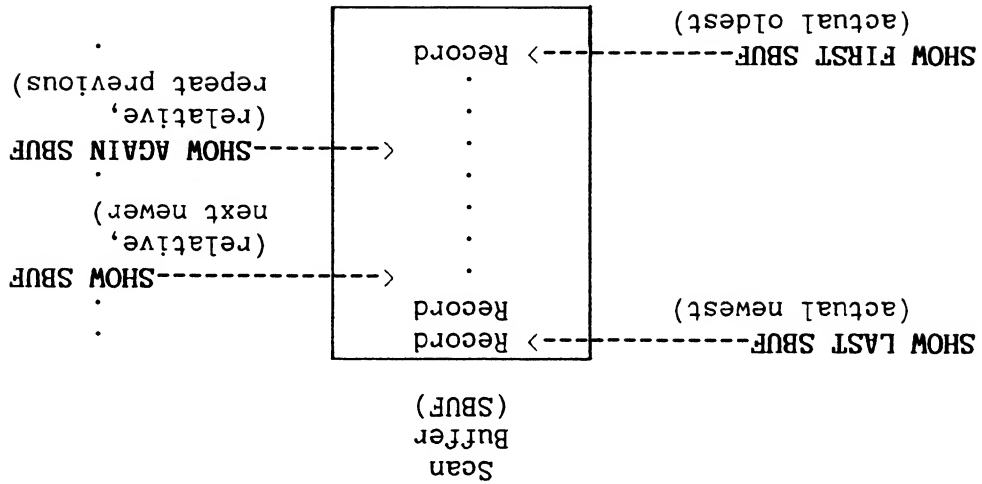 Scan
Buffer
(SBUF)
SHOW LAST SBUF------------> Record .
(actual newest) Record .
. <-----------SHOW SBUF
. (relative,
. next newer)
. .
. <-------SHOW AGAIN SBUF
. (relative,
. repeat previous)
SHOW FIRST SBUF-----------> Record .
(actual oldest)